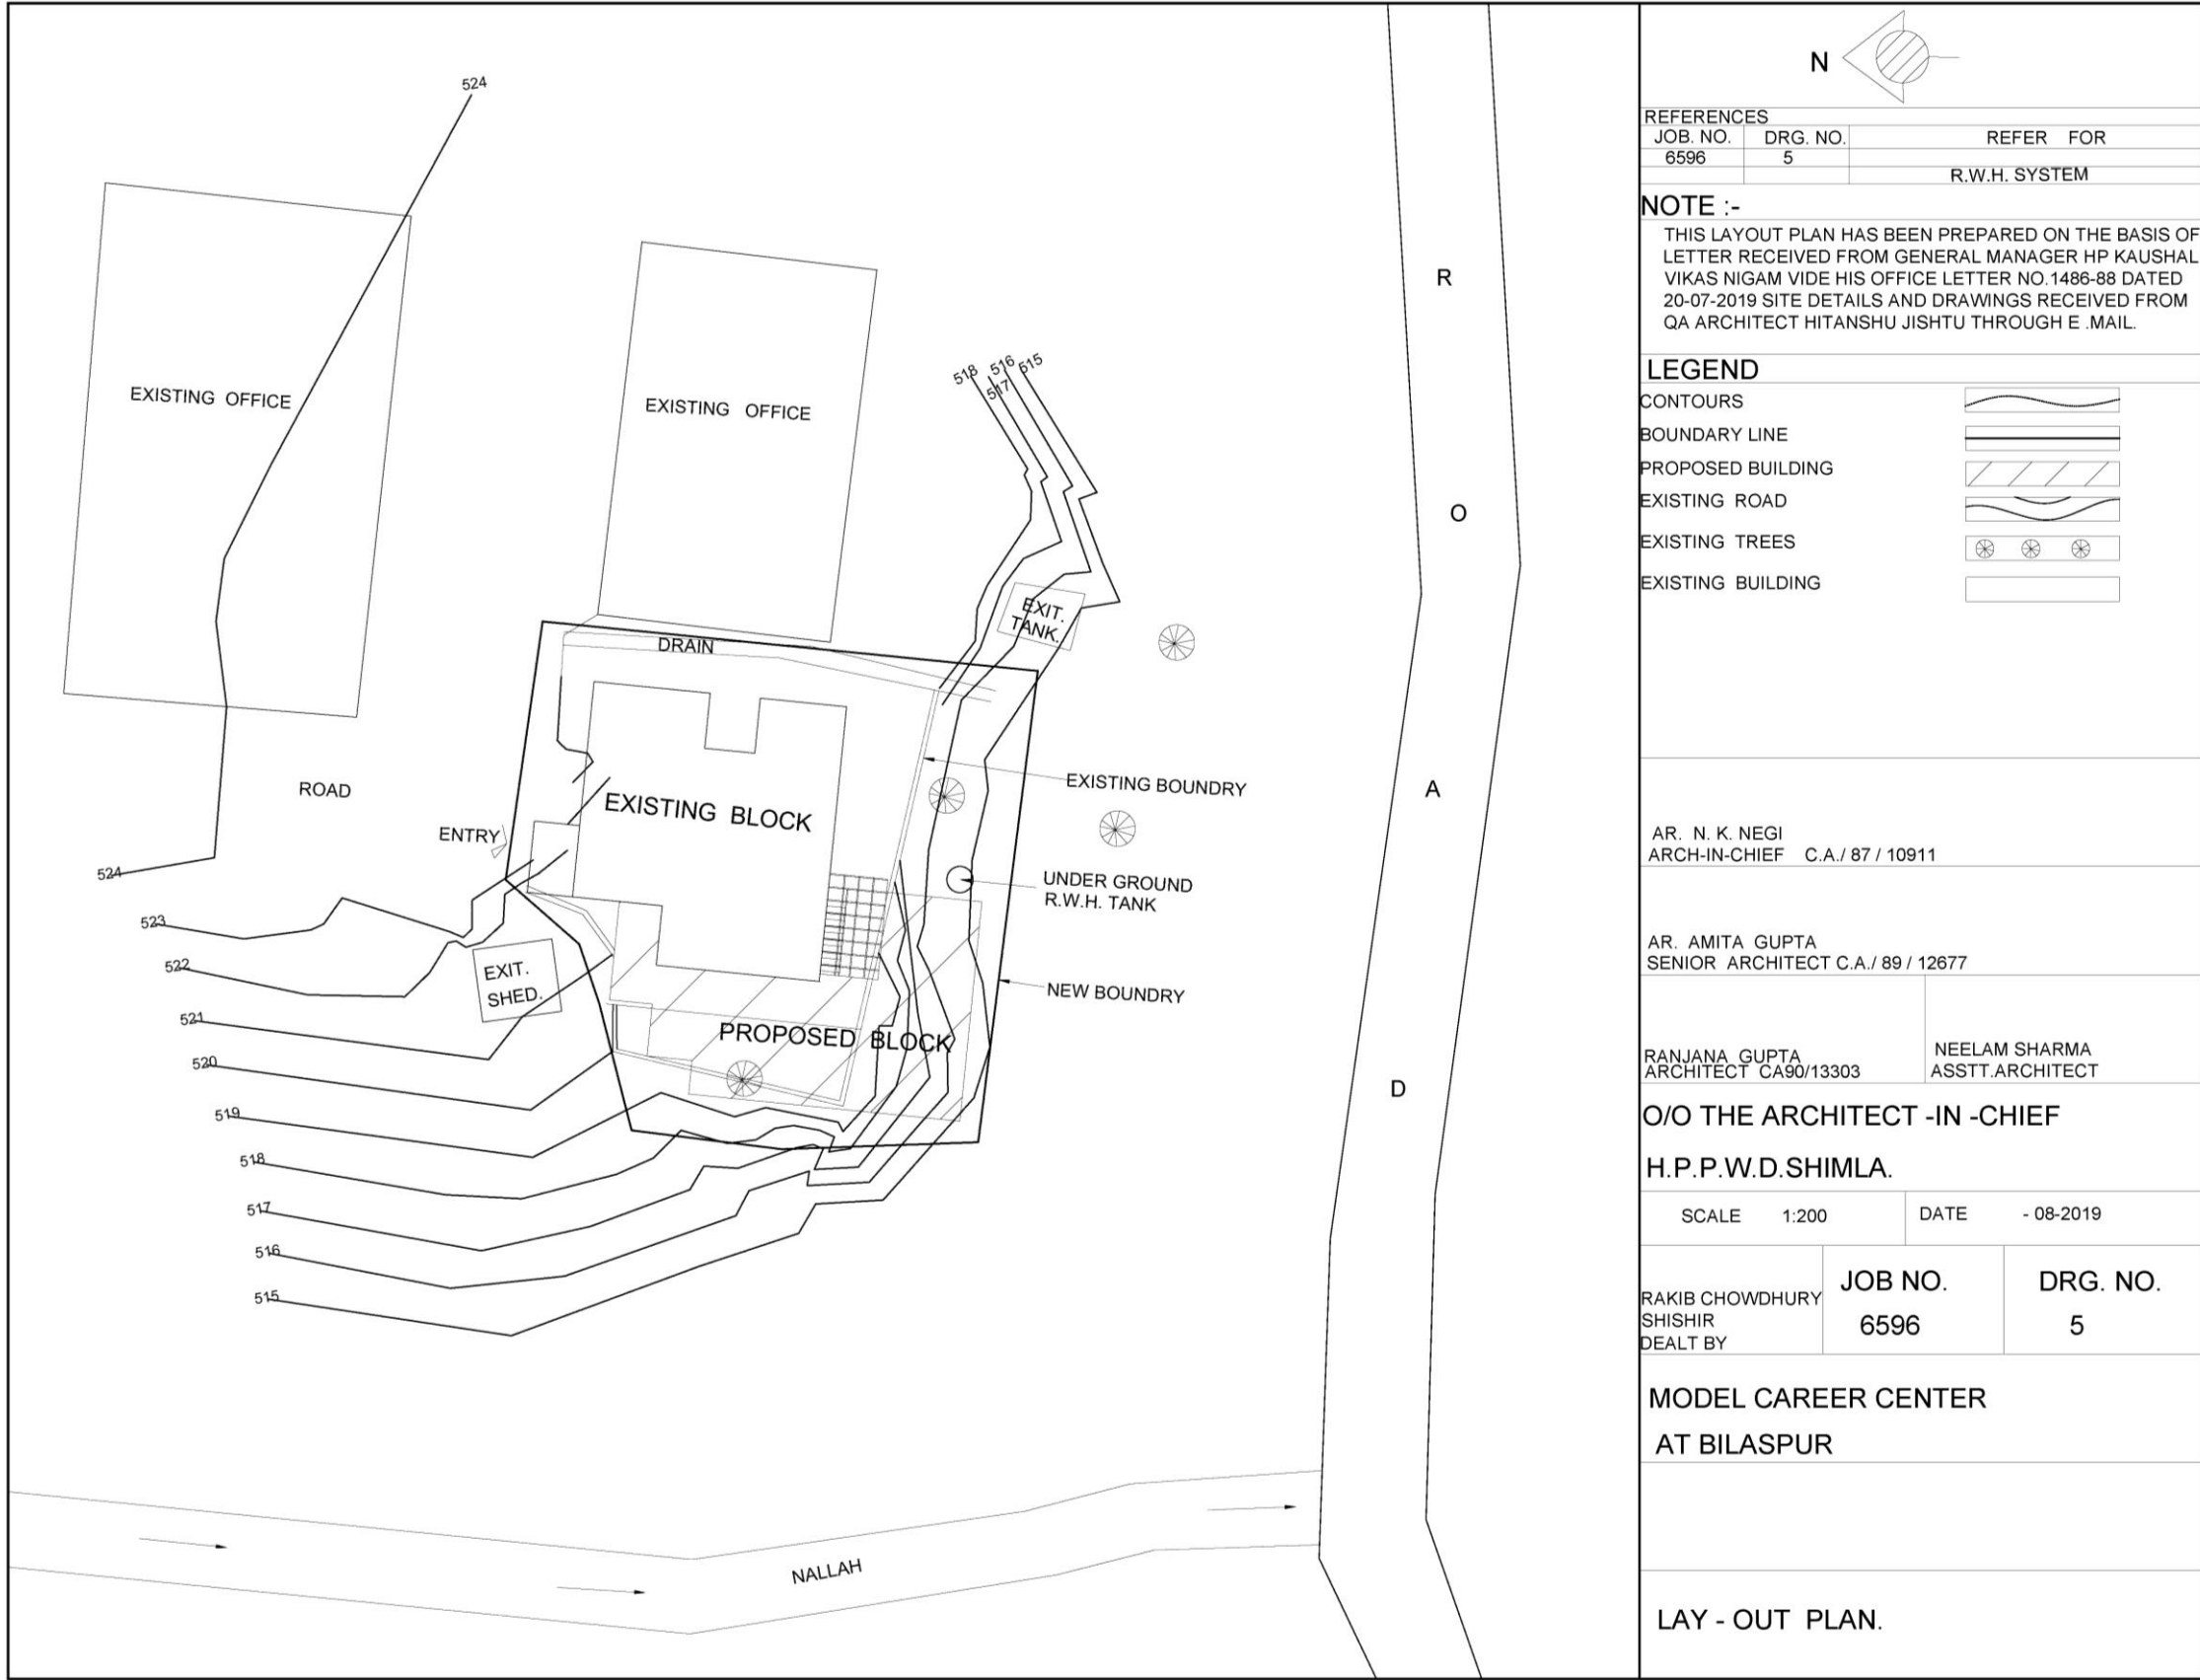 524
EXISTING OFFICE
EXISTING OFFICE
518
517
516
515
EXIT.
TANK.
DRAIN
R
O
A
D
ROAD
ENTRY
EXISTING BLOCK
EXISTING BOUNDRY
UNDER GROUND
R.W.H. TANK
NEW BOUNDRY
EXIT.
SHED.
PROPOSED BLOCK
524
523
522
521
520
519
518
517
516
515
NALLAH
N
REFERENCES
JOB. NO. DRG. NO. REFER FOR
6596 5
R.W.H. SYSTEM
NOTE :-
THIS LAYOUT PLAN HAS BEEN PREPARED ON THE BASIS OF
LETTER RECEIVED FROM GENERAL MANAGER HP KAUSHAL
VIKAS NIGAM VIDE HIS OFFICE LETTER NO.1486-88 DATED
20-07-2019 SITE DETAILS AND DRAWINGS RECEIVED FROM
QA ARCHITECT HITANSHU JISHTU THROUGH E .MAIL.
LEGEND
CONTOURS
BOUNDARY LINE
PROPOSED BUILDING
EXISTING ROAD
EXISTING TREES
EXISTING BUILDING
AR. N. K. NEGI
ARCH-IN-CHIEF C.A./ 87 / 10911
AR. AMITA GUPTA
SENIOR ARCHITECT C.A./ 89 / 12677
RANJANA GUPTA
ARCHITECT CA90/13303
NEELAM SHARMA
ASSTT.ARCHITECT
O/O THE ARCHITECT -IN -CHIEF
H.P.P.W.D.SHIMLA.
SCALE 1:200 DATE - 08-2019
RAKIB CHOWDHURY
SHISHIR
DEALT BY
JOB NO.
6596
DRG. NO.
5
MODEL CAREER CENTER
AT BILASPUR
LAY - OUT PLAN.